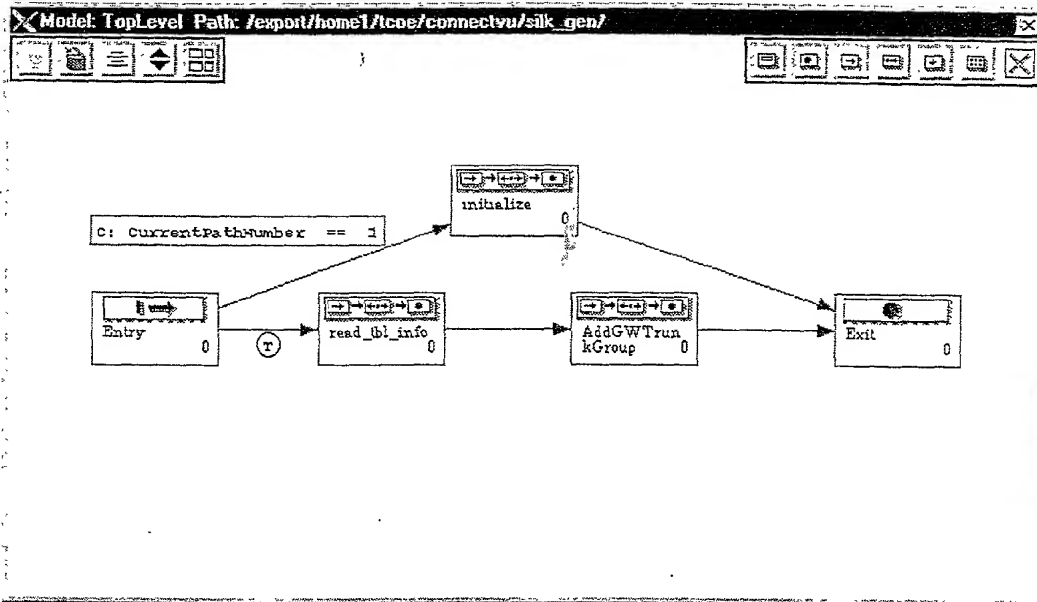 Model: TopLevel Path: /export/home1/tcoe/connectvu/silk_gen/
initialize
0
C: CurrentPathNumber == 1
Entry
0
r
read_tbl_info
0
AddGWTrun
kGroup 0
Exit
0